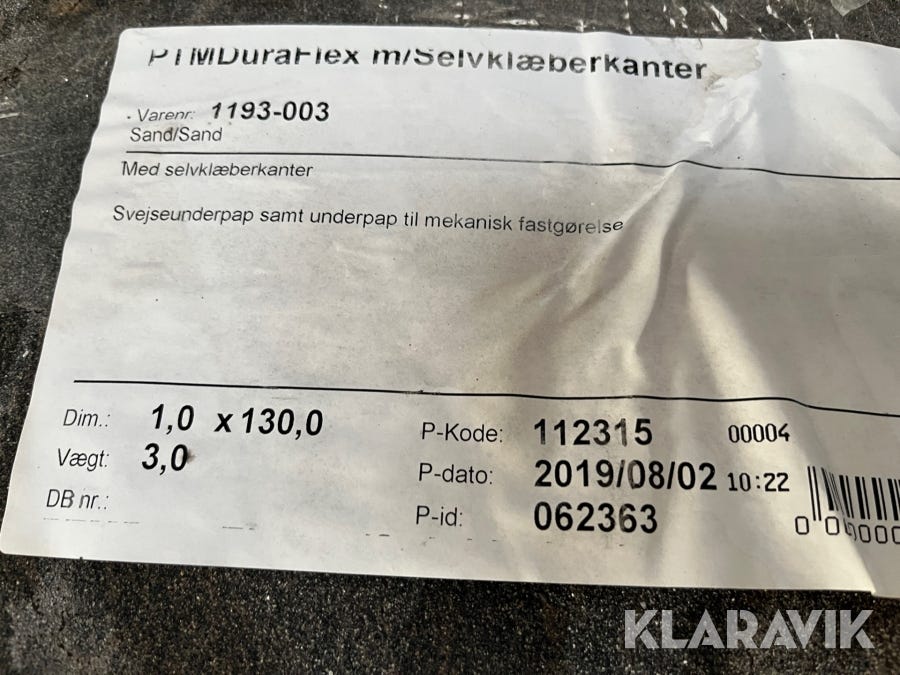 PTMDuraFlex m/Selvklæberkanter
Varenr: 1193-003
Sand/Sand
Med selvklæberkanter
Svejseunderpap samt underpap til mekanisk fastgørelse
Dim.: 1,0 x 130,0
Vægt: 3,0
DB nr.:
P-Kode: 112315 00004
P-dato: 2019/08/02 10:22
P-id: 062363
KLARAVIK